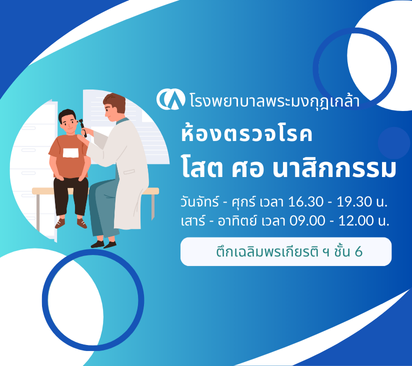 โรงพยาบาลพระมงกุฎเกล้า
ห้องตรวจโรค
โสต ศอ นาสิกกรรม
วันจันทร์ - ศุกร์ เวลา 16.30 - 19.30 น.
เสาร์ - อาทิตย์ เวลา 09.00 - 12.00 น.
ตึกเฉลิมพระเกียรติ ฯ ชั้น 6